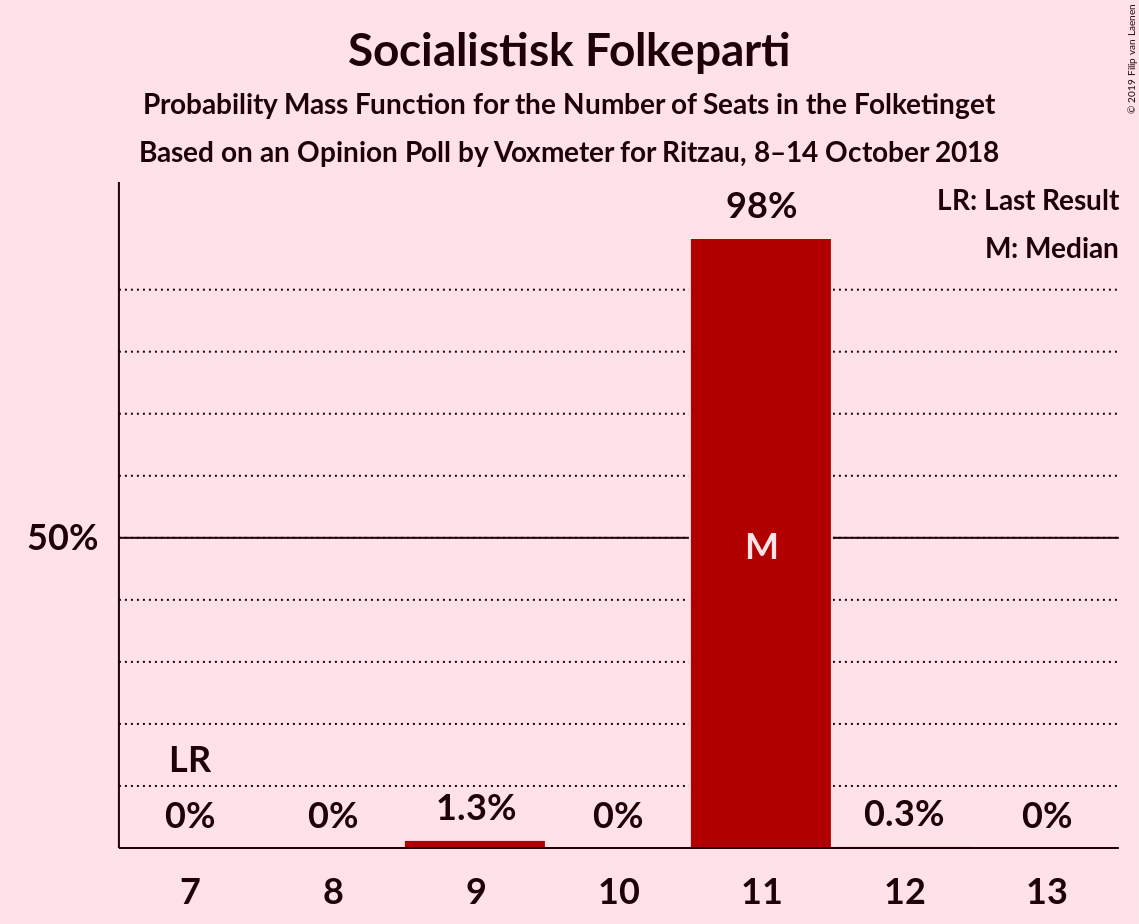 Socialistisk Folkeparti
Probability Mass Function for the Number of Seats in the Folketinget
Based on an Opinion Poll by Voxmeter for Ritzau, 8–14 October 2018
© 2019 Filip van Laenen
LR: Last Result
M: Median
98%
50%
M
LR
0%
0%
1.3%
0%
0.3%
0%
7
8
9
10
11
12
13